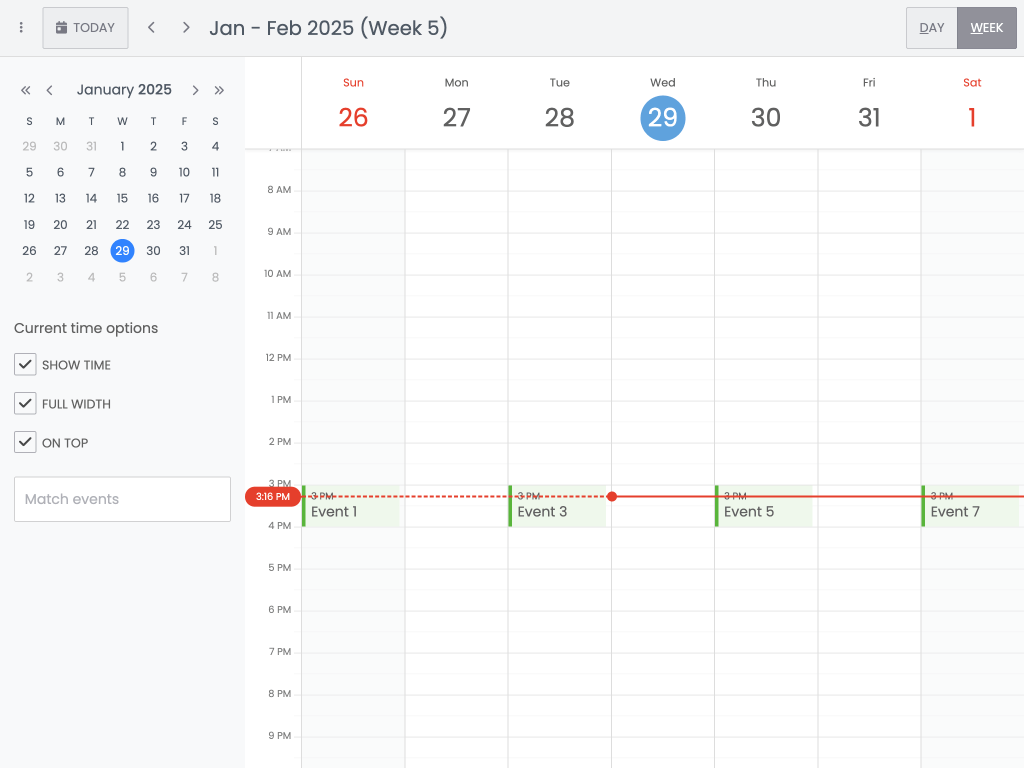 TODAY
Jan - Feb 2025 (Week 5)
DAY
WEEK
January 2025
S M T W T F S
29 30 31 1 2 3 4
5 6 7 8 9 10 11
12 13 14 15 16 17 18
19 20 21 22 23 24 25
26 27 28 29 30 31 1
2 3 4 5 6 7 8
Current time options
SHOW TIME
FULL WIDTH
ON TOP
Match events
Sun Mon Tue Wed Thu Fri Sat
26 27 28 29 30 31 1
8 AM
9 AM
10 AM
11 AM
12 PM
1 PM
2 PM
3 PM
3:16 PM
3 PM
Event 1
3 PM
Event 3
3 PM
Event 5
3 PM
Event 7
4 PM
5 PM
6 PM
7 PM
8 PM
9 PM